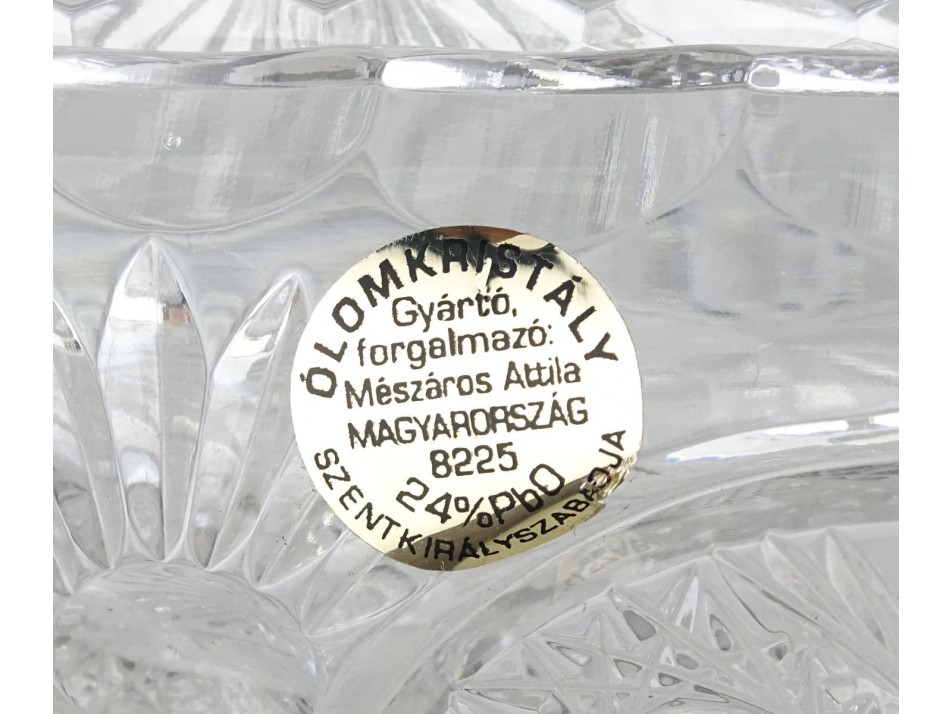 ÓLOMKRISTÁLY
Gyártó,
forgalmazó:
Mészáros Attila
MAGYARORSZÁG
8225
24%PbO
SZENTKIRÁLYSZABADJA